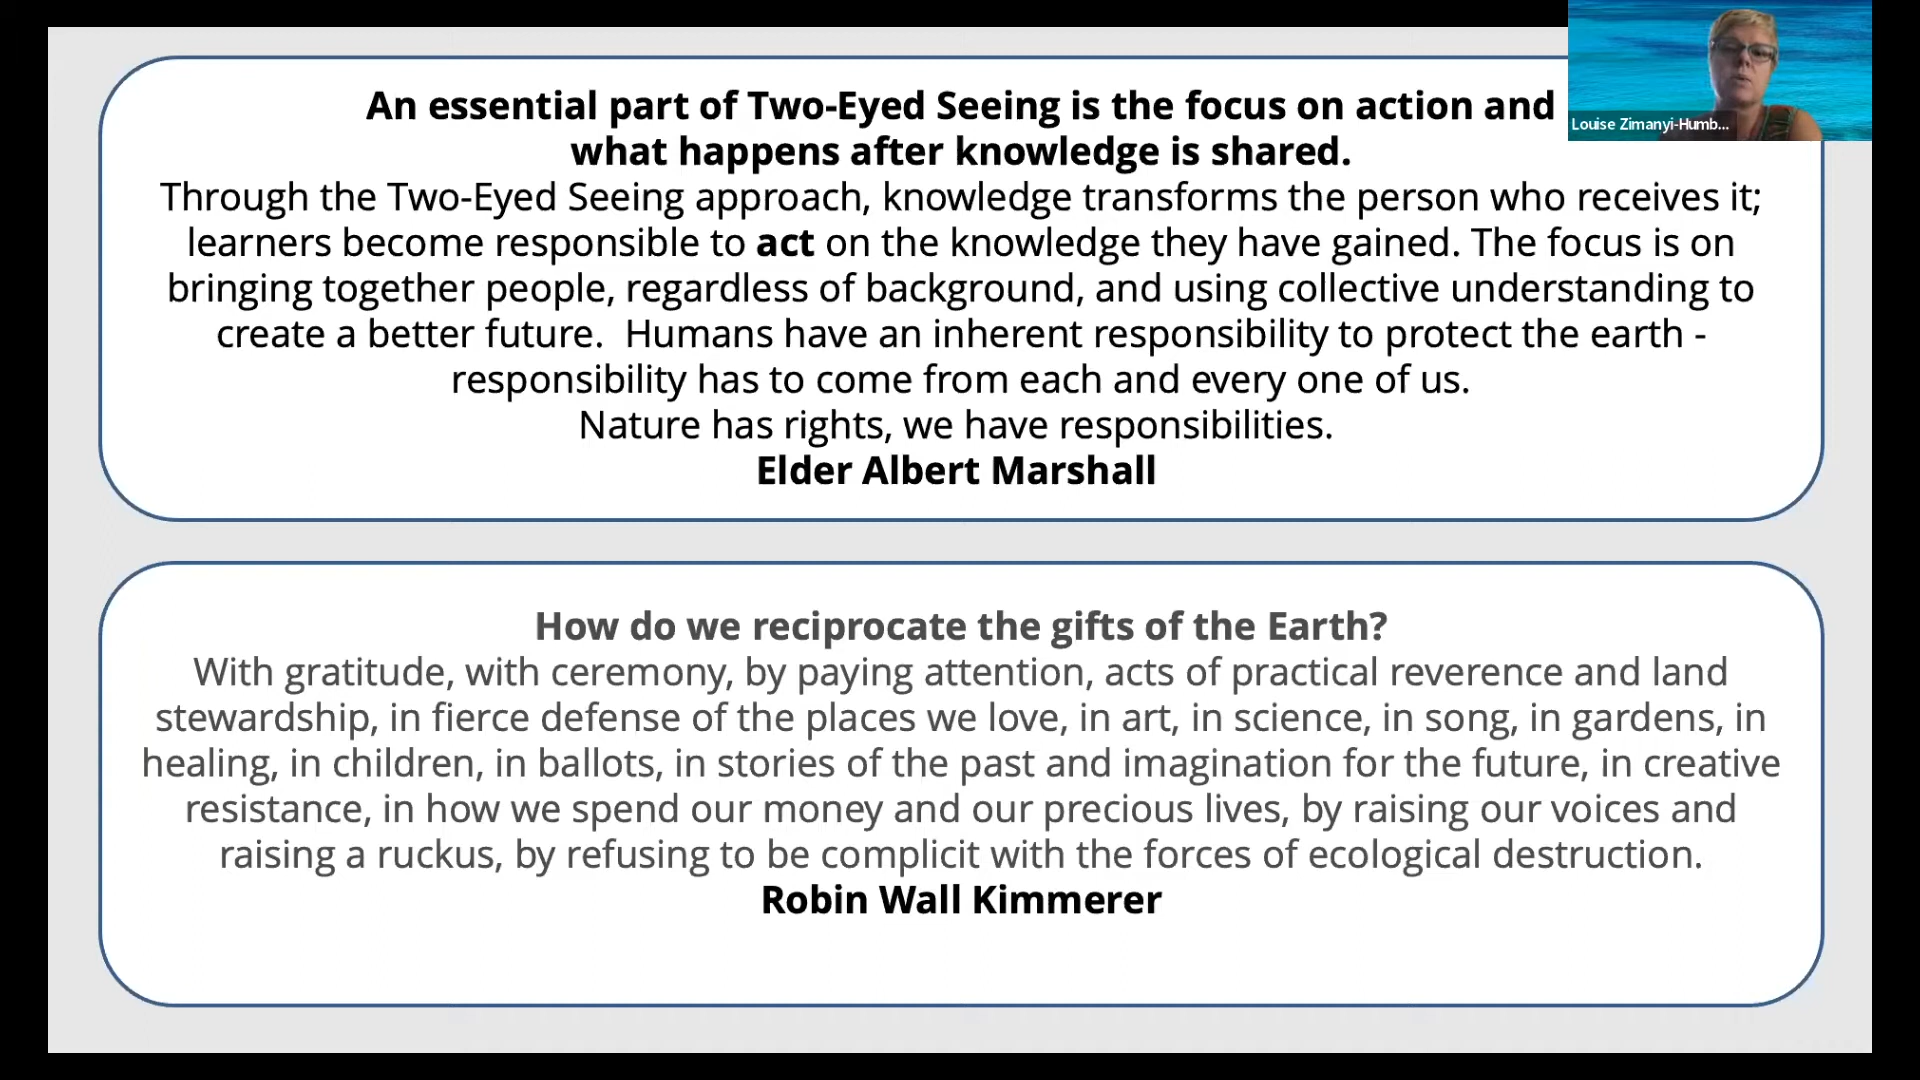 An essential part of Two-Eyed Seeing is the focus on action and
what happens after knowledge is shared.
Through the Two-Eyed Seeing approach, knowledge transforms the person who receives it;
learners become responsible to act on the knowledge they have gained. The focus is on
bringing together people, regardless of background, and using collective understanding to
create a better future.  Humans have an inherent responsibility to protect the earth -
responsibility has to come from each and every one of us.
Nature has rights, we have responsibilities.
Elder Albert Marshall
Louise Zimanyi-Humb...
How do we reciprocate the gifts of the Earth?
With gratitude, with ceremony, by paying attention, acts of practical reverence and land
stewardship, in fierce defense of the places we love, in art, in science, in song, in gardens, in
healing, in children, in ballots, in stories of the past and imagination for the future, in creative
resistance, in how we spend our money and our precious lives, by raising our voices and
raising a ruckus, by refusing to be complicit with the forces of ecological destruction.
Robin Wall Kimmerer